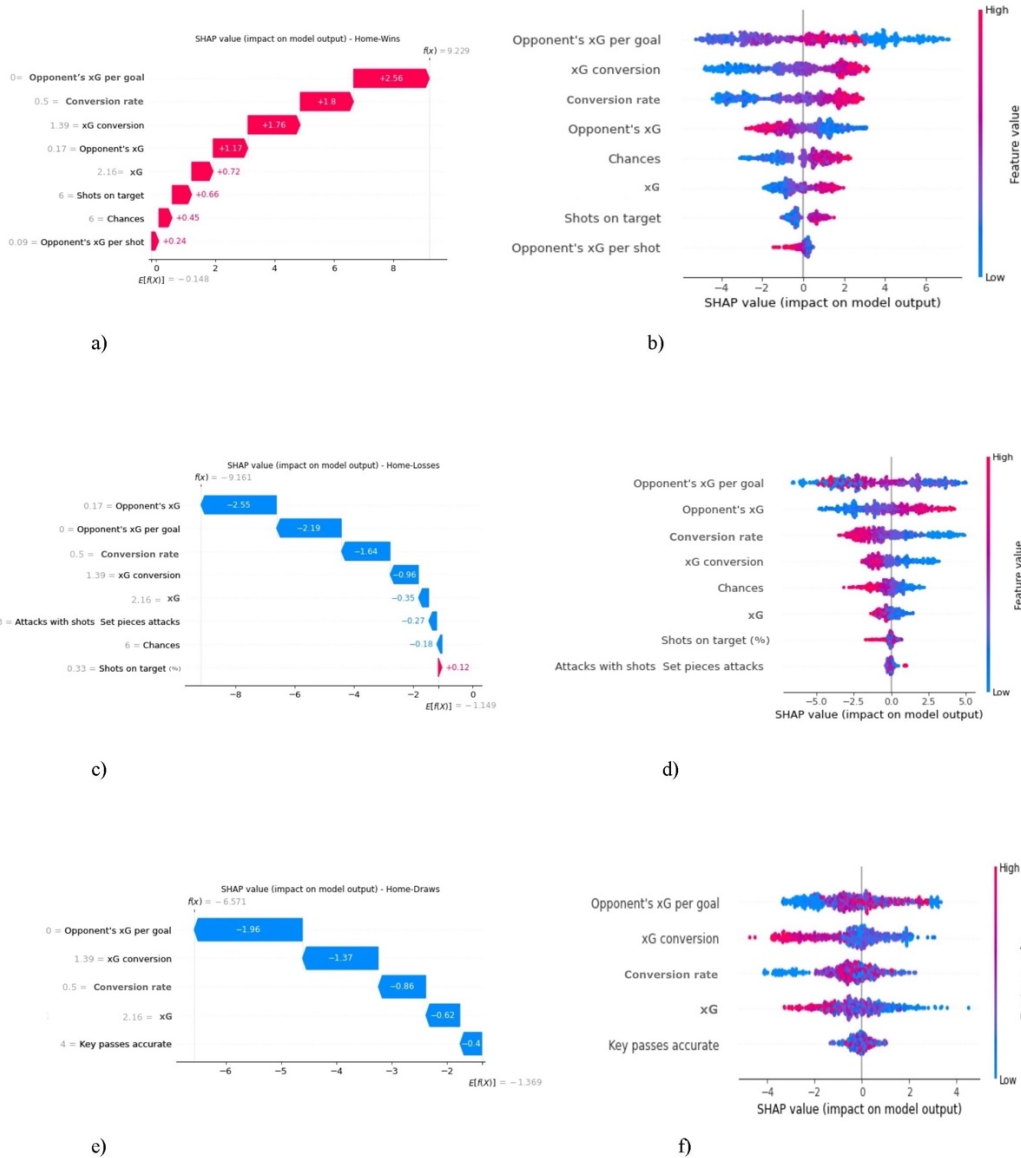 SHAP value (impact on model output) - Home-Wins
f(x) = 9.229
0= Opponent's xG per goal
+2.56
0.5 = Conversion rate
+1.8
1.39 = xG conversion
+1.76
0.17 = Opponent's xG
+1.17
2.16= xG
+0.72
6 = Shots on target
+0.66
6 = Chances
+0.45
0.09 = Opponent's xG per shot
+0.24
0 2 4 6 8
E[f(X)] = −0.148
a)
High
Opponent's xG per goal
xG conversion
Conversion rate
Opponent's xG
Chances
xG
Shots on target
Opponent's xG per shot
Feature value
Low
−4 −2 0 2 4 6
SHAP value (impact on model output)
b)
SHAP value (impact on model output) - Home-Losses
f(x) = −9.161
0.17 = Opponent's xG
−2.55
0 = Opponent's xG per goal
−2.19
0.5 = Conversion rate
−1.64
1.39 = xG conversion
−0.96
2.16 = xG
−0.35
= Attacks with shots Set pieces attacks
−0.27
6 = Chances
−0.18
0.33 = Shots on target (%)
+0.12
−8 −6 −4 −2 0
E[f(X)] = −1.149
c)
High
Opponent's xG per goal
Opponent's xG
Conversion rate
xG conversion
Chances
xG
Shots on target (%)
Attacks with shots Set pieces attacks
Feature value
Low
−5.0 −2.5 0.0 2.5 5.0
SHAP value (impact on model output)
d)
SHAP value (impact on model output) - Home-Draws
f(x) = −6.571
0 = Opponent's xG per goal
−1.96
1.39 = xG conversion
−1.37
0.5 = Conversion rate
−0.86
2.16 = xG
−0.62
4 = Key passes accurate
−0.4
−6 −5 −4 −3 −2
E[f(X)] = −1.369
e)
High
Opponent's xG per goal
xG conversion
Conversion rate
xG
Key passes accurate
Low
−4 −2 0 2 4
SHAP value (impact on model output)
f)